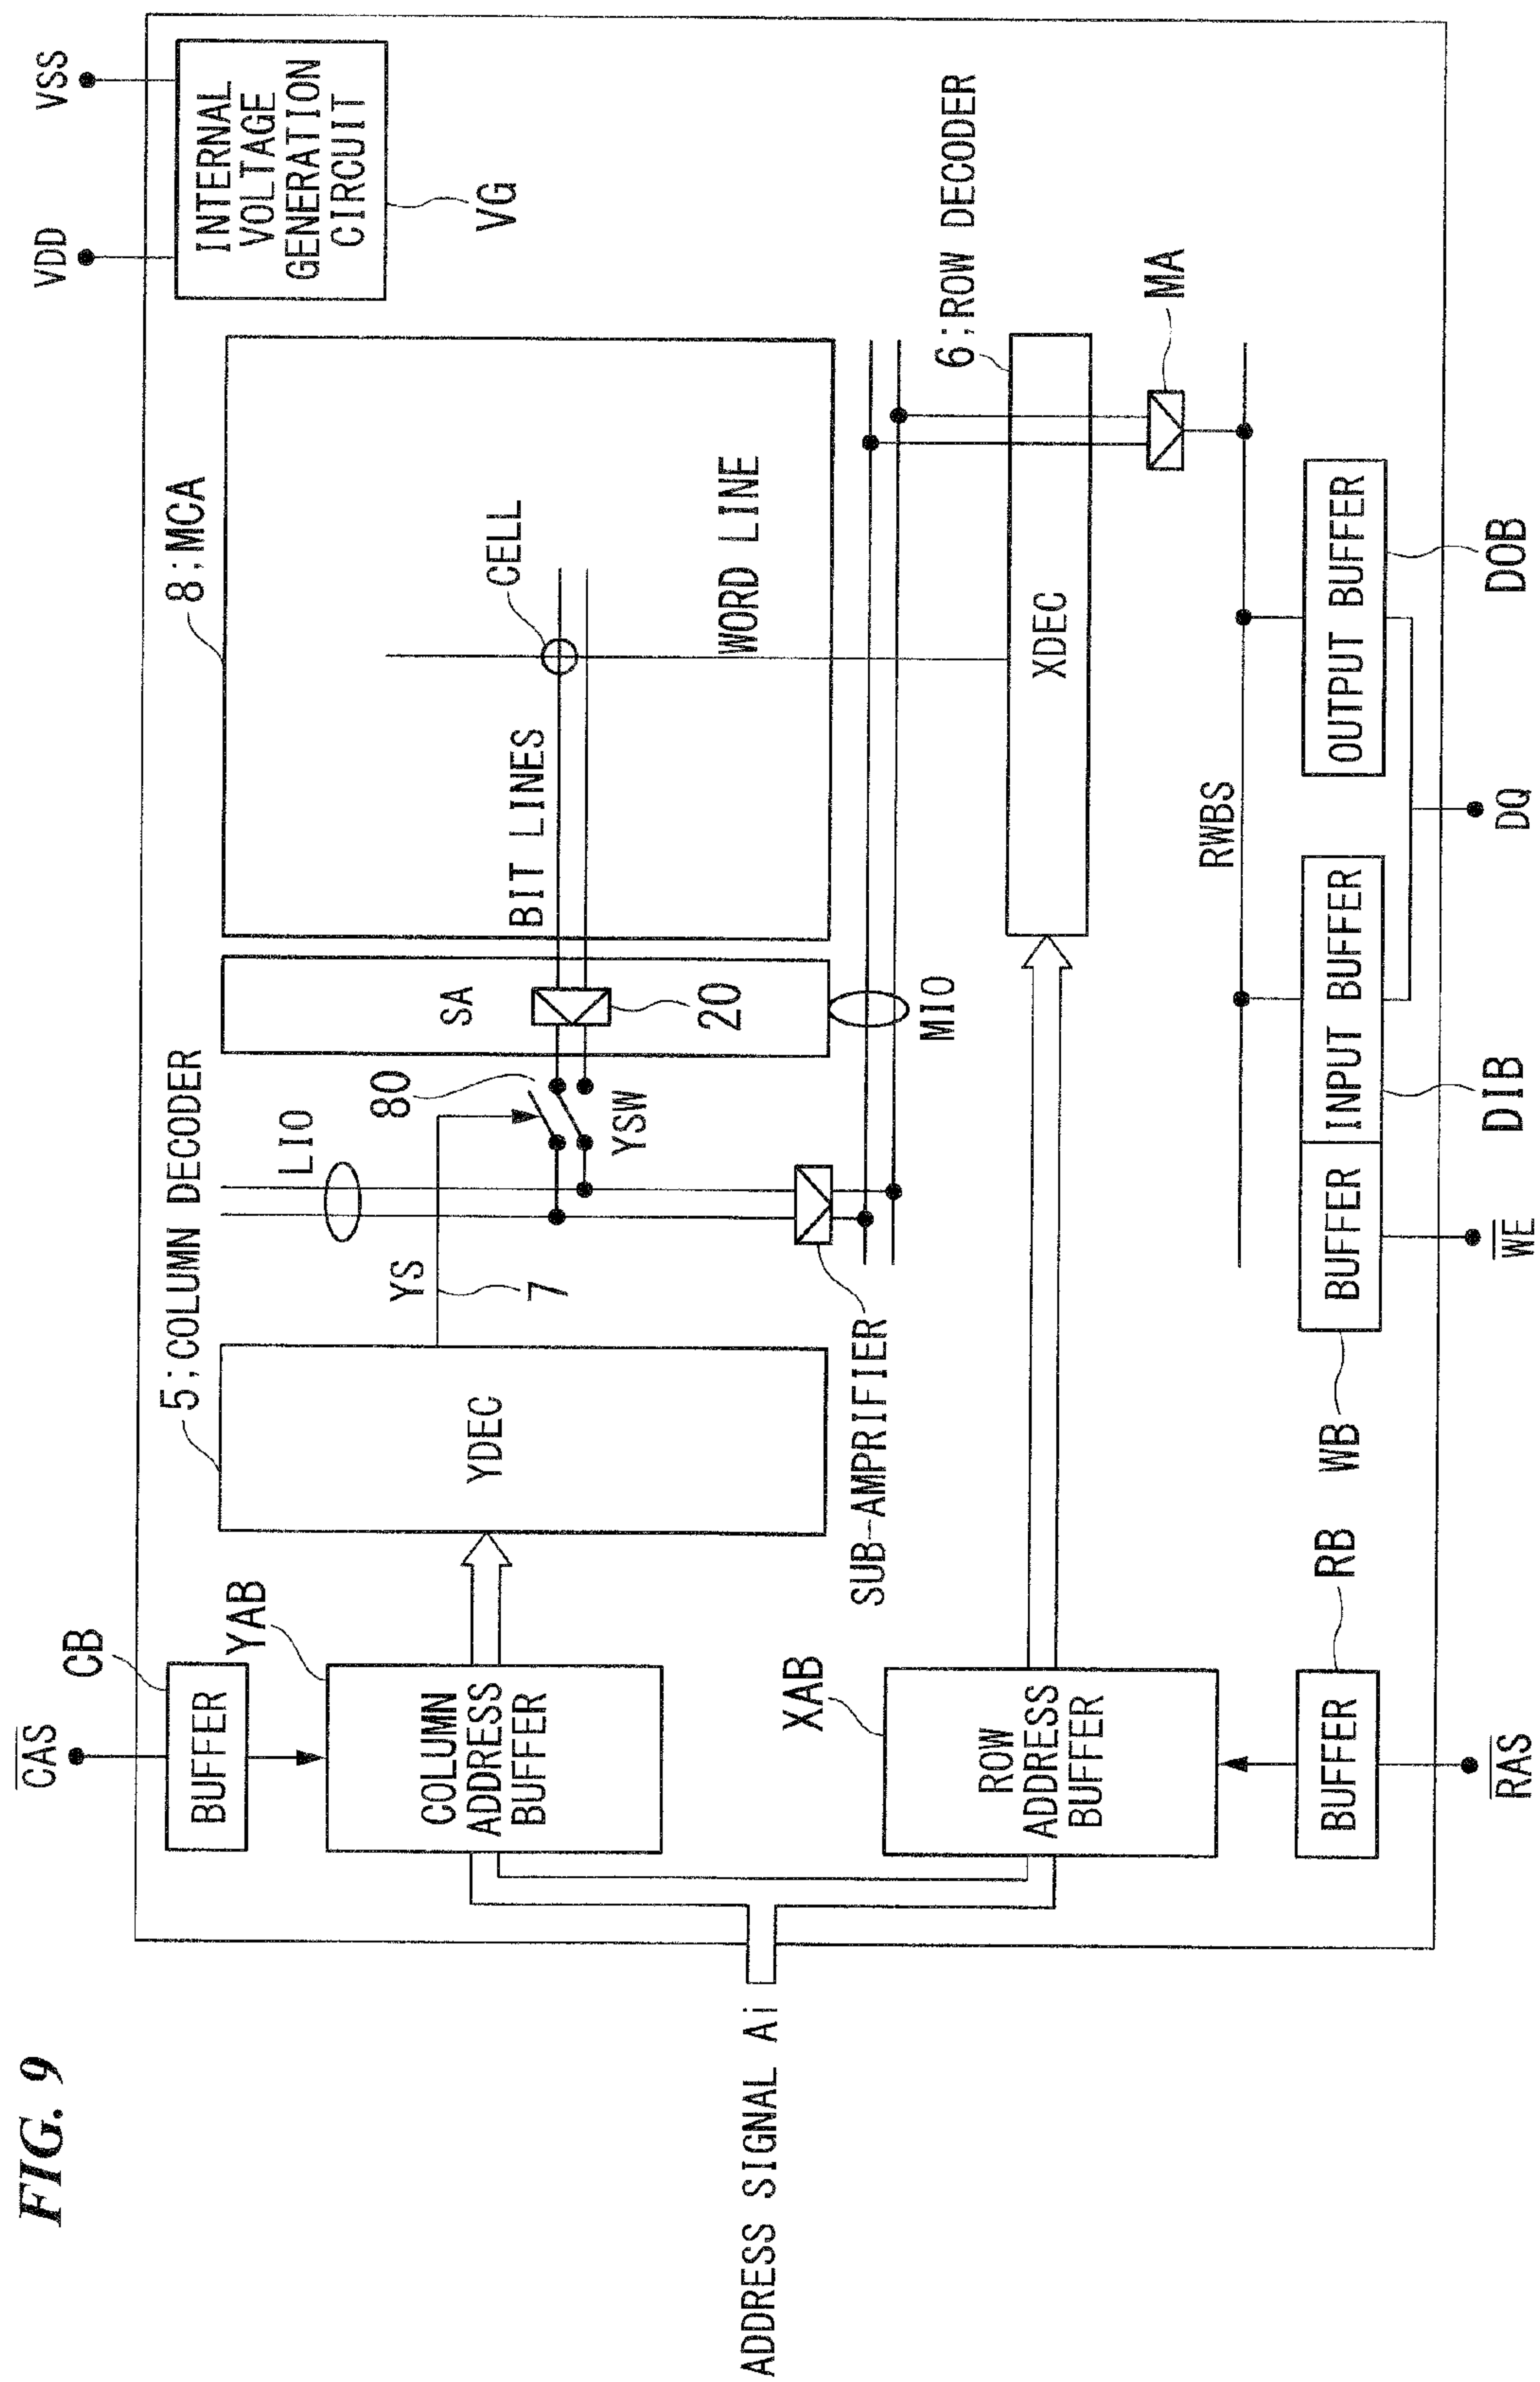 FIG. 9
CAS
CB
BUFFER
YAB
COLUMN
ADDRESS
BUFFER
5;COLUMN DECODER
YDEC
YS
7
LIO
80
YSW
SA
20
8;MCA
BIT LINES
CELL
WORD LINE
VDD
VSS
INTERNAL
VOLTAGE
GENERATION
CIRCUIT
VG
ADDRESS SIGNAL Ai
SUB-AMPRIFIER
MIO
6;ROW DECODER
XAB
ROW
ADDRESS
BUFFER
XDEC
MA
RB
BUFFER
RAS
RWBS
WB
BUFFER
INPUT BUFFER
OUTPUT BUFFER
WE
DIB
DQ
DOB